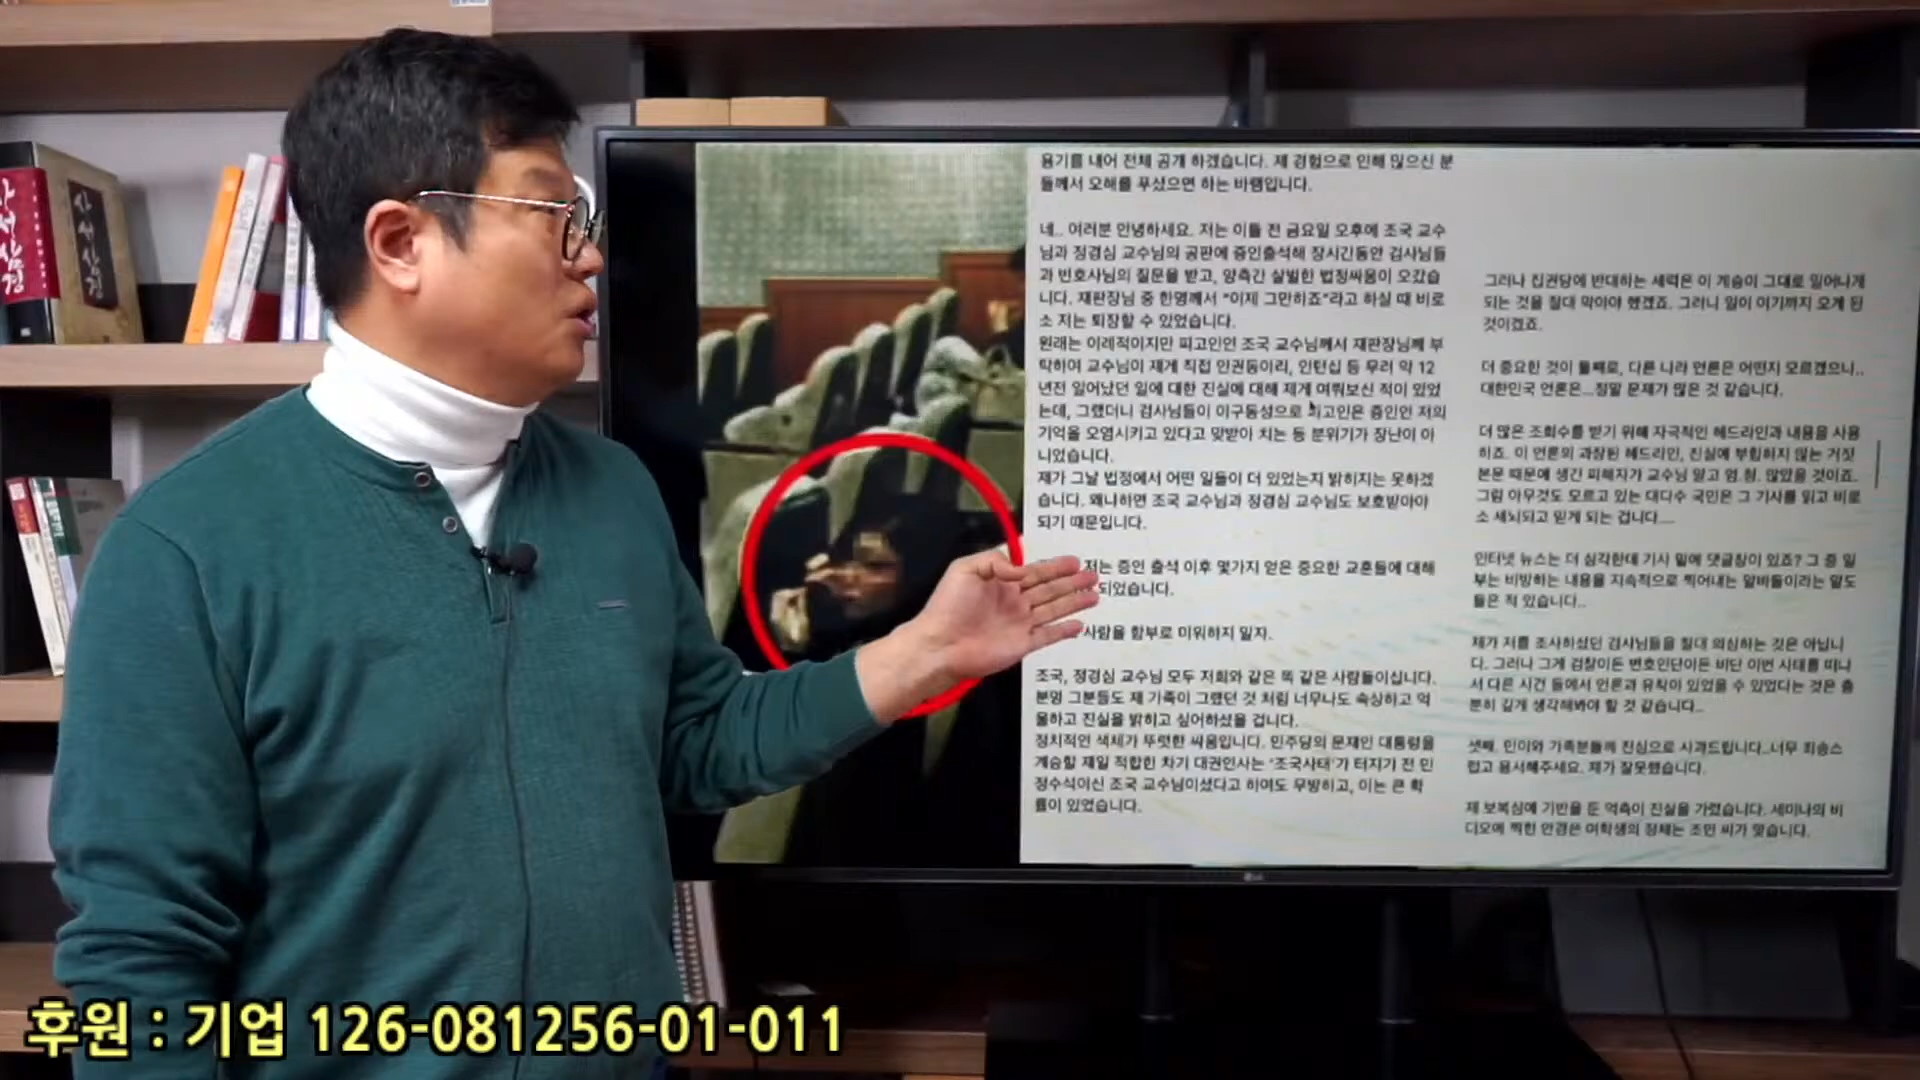 사서삼경
사서삼경
용기를 내어 전체 공개 하겠습니다. 제 경험으로 인해 많으신 분
들께서 오해를 푸셨으면 하는 바램입니다.
네.. 여러분 안녕하세요. 저는 이틀 전 금요일 오후에 조국 교수
님과 정경심 교수님의 공판에 증인출석해 장시간동안 검사님들
과 변호사님의 질문을 받고, 양측간 살벌한 법정싸움이 오갔습
니다. 재판장님 중 한명께서 "이제 그만하죠"라고 하실 때 비로
소 저는 퇴장할 수 있었습니다.
원래는 이례적이지만 피고인인 조국 교수님께서 재판장님께 부
탁하여 교수님이 제게 직접 인권동아리, 인턴십 등 무려 약 12
년전 일어났던 일에 대한 진실에 대해 제게 여쭤보신 적이 있었
는데, 그랬더니 검사님들이 이구동성으로 피고인은 증인인 저의
기억을 오염시키고 있다고 맞받아 치는 등 분위기가 장난이 아
니었습니다.
제가 그날 법정에서 어떤 일들이 더 있었는지 밝히지는 못하겠
습니다. 왜냐하면 조국 교수님과 정경심 교수님도 보호받아야
되기 때문입니다.
저는 증인 출석 이후 몇가지 얻은 중요한 교훈들에 대해
되었습니다.
사람을 함부로 미워하지 말자.
조국, 정경심 교수님 모두 저희와 같은 똑 같은 사람들이십니다.
분명 그분들도 제 가족이 그랬던 것 처럼 너무나도 속상하고 억
울하고 진실을 밝히고 싶어하셨을 겁니다.
정치적인 색체가 뚜렷한 싸움입니다. 민주당의 문재인 대통령을
계승할 제일 적합한 차기 대권인사는 '조국사태'가 터지기 전 민
정수석이신 조국 교수님이셨다고 하여도 무방하고, 이는 큰 확
률이 있었습니다.
그러나 집권당에 반대하는 세력은 이 계승이 그대로 일어나게
되는 것을 절대 막아야 했겠죠. 그러니 일이 여기까지 오게 된
것이겠죠.
더 중요한 것이 둘째로, 다른 나라 언론은 어떤지 모르겠으나..
대한민국 언론은...정말 문제가 많은 것 같습니다.
더 많은 조회수를 받기 위해 자극적인 헤드라인과 내용을 사용
하죠. 이 언론의 과장된 헤드라인, 진실에 부합하지 않는 거짓
본문 때문에 생긴 피해자가 교수님 말고 엄.청. 많았을 것이죠.
그럼 아무것도 모르고 있는 대다수 국민은 그 기사를 읽고 비로
소 세뇌되고 믿게 되는 겁니다....
인터넷 뉴스는 더 심각한데 기사 밑에 댓글창이 있죠? 그 중 일
부는 비방하는 내용을 지속적으로 찍어내는 알바들이라는 말도
들은 적 있습니다..
제가 저를 조사하셨던 검사님들을 절대 의심하는 것은 아닙니
다. 그러나 그게 검찰이든 변호인단이든 비단 이번 사태를 떠나
서 다른 사건 들에서 언론과 유착이 있었을 수 있었다는 것은 충
분히 깊게 생각해봐야 할 것 같습니다..
셋째. 민이와 가족분들께 진심으로 사과드립니다..너무 죄송스
럽고 용서해주세요. 제가 잘못했습니다.
제 보복심에 기반을 둔 억측이 진실을 가렸습니다. 세미나의 비
디오에 찍힌 안경쓴 여학생의 정체는 조민 씨가 맞습니다.
LG
후원 : 기업 126-081256-01-011